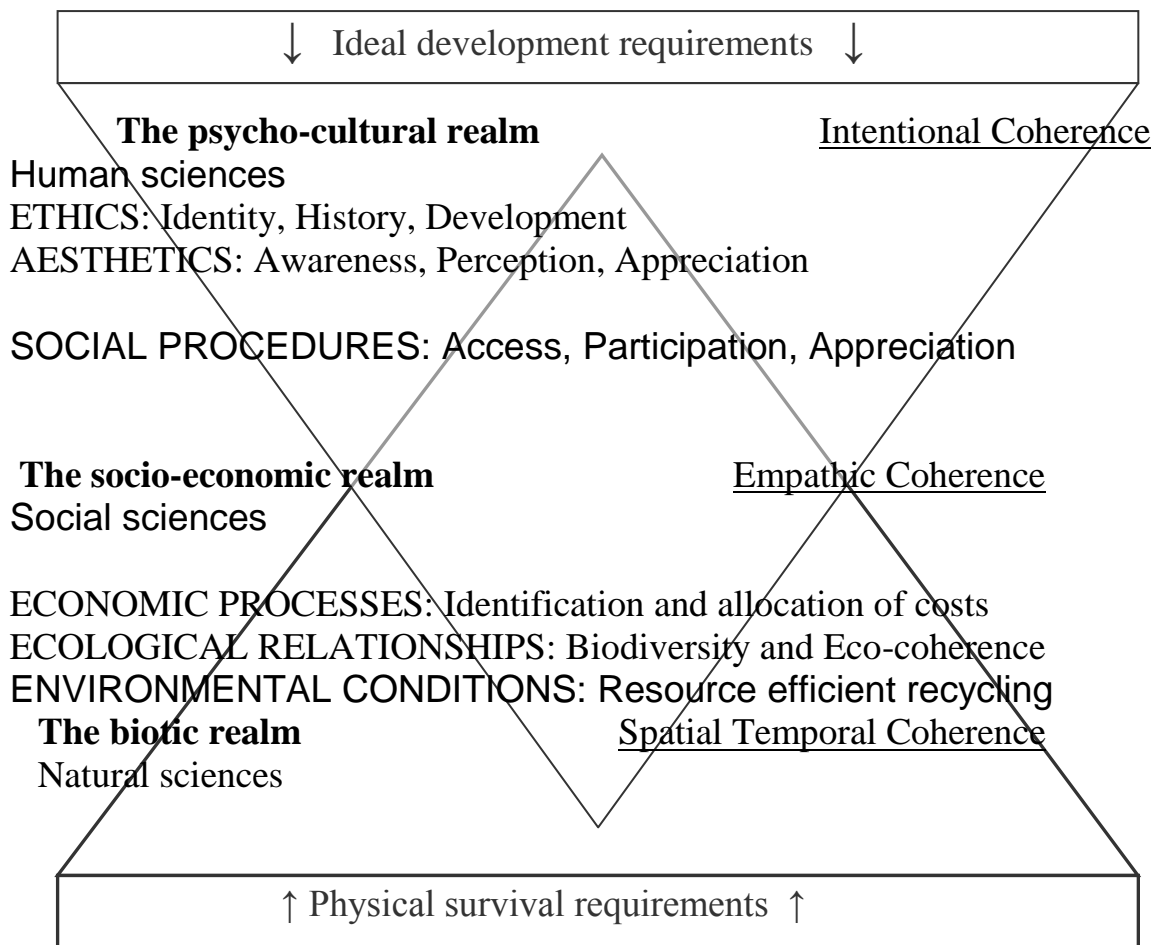 ↓ Ideal development requirements ↓
The psycho-cultural realm Intentional Coherence
Human sciences
ETHICS: Identity, History, Development
AESTHETICS: Awareness, Perception, Appreciation
SOCIAL PROCEDURES: Access, Participation, Appreciation
The socio-economic realm Empathic Coherence
Social sciences
ECONOMIC PROCESSES: Identification and allocation of costs
ECOLOGICAL RELATIONSHIPS: Biodiversity and Eco-coherence
ENVIRONMENTAL CONDITIONS: Resource efficient recycling
The biotic realm Spatial Temporal Coherence
Natural sciences
↑ Physical survival requirements ↑